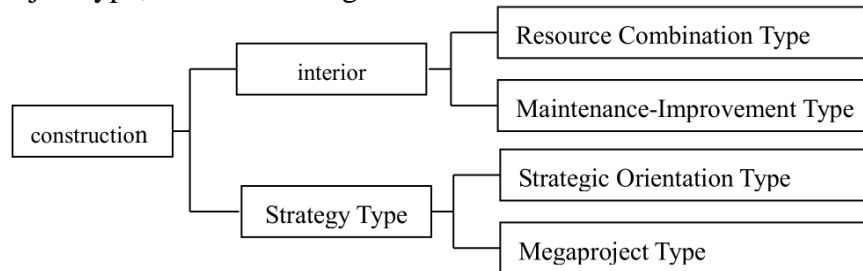 Resource Combination Type
interior
Maintenance-Improvement Type
construction
Strategic Orientation Type
Strategy Type
Megaproject Type